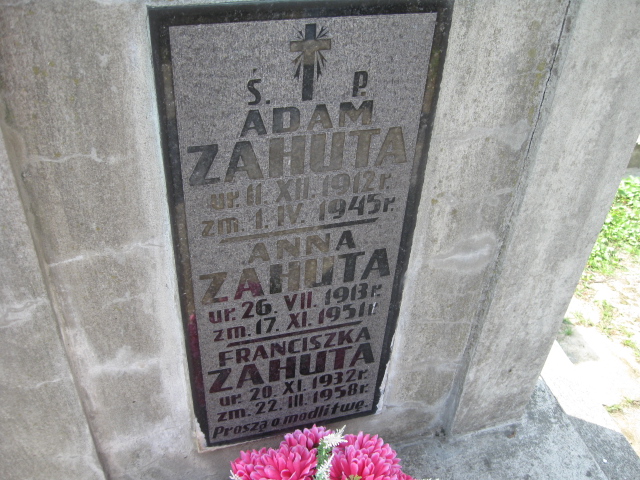 Ś. P.
ADAM
ZAHUTA
ur. 11. XII. 1912 r.
zm. 1. IV. 1945 r.
ANNA
ZAHUTA
ur. 26. VII. 1913 r.
zm. 17. XI. 1951 r.
FRANCISZKA
ZAHUTA
ur. 20. XI. 1932 r.
zm. 22. III. 1958 r.
Proszą o modlitwę.